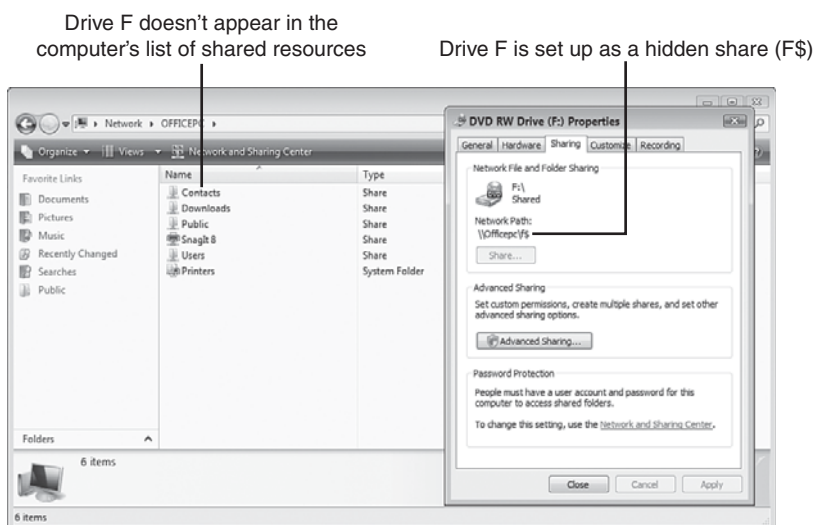 Drive F doesn't appear in the
computer's list of shared resources
Drive F is set up as a hidden share (F$)
Network ▸ OFFICEPC ▸
Organize
Views
Network and Sharing Center
Favorite Links
Documents
Pictures
Music
Recently Changed
Searches
Public
Folders
Name
Type
Contacts
Share
Downloads
Share
Public
Share
SnagIt 8
Share
Users
Share
Printers
System Folder
6 items
6 items
DVD RW Drive (F:) Properties
General
Hardware
Sharing
Customize
Recording
Network File and Folder Sharing
F:\
Shared
Network Path:
\\Officepc\f$
Share...
Advanced Sharing
Set custom permissions, create multiple shares, and set other
advanced sharing options.
Advanced Sharing...
Password Protection
People must have a user account and password for this
computer to access shared folders.
To change this setting, use the Network and Sharing Center.
Close
Cancel
Apply